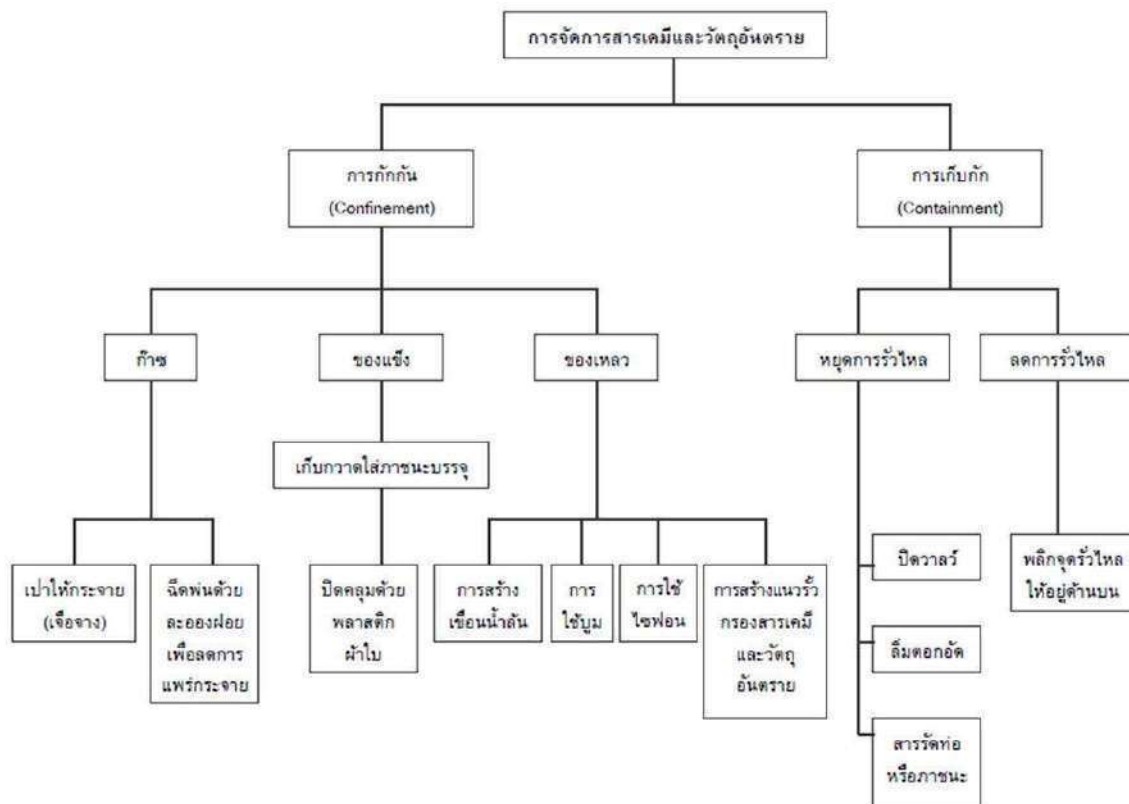 การจัดการสารเคมีและวัตถุอันตราย
การกักกัน
(Confinement)
การเก็บกัก
(Containment)
ก๊าซ
ของแข็ง
ของเหลว
หยุดการรั่วไหล
ลดการรั่วไหล
เก็บกวาดใส่ภาชนะบรรจุ
เป่าให้กระจาย
(เจือจาง)
ฉีดพ่นด้วย
ละอองฝอย
เพื่อลดการ
แพร่กระจาย
ปิดคลุมด้วย
พลาสติก
ผ้าใบ
การสร้าง
เขื่อนน้ำล้น
การ
ใช้บูม
การใช้
ไซฟอน
การสร้างแนวรั้ว
กรองสารเคมี
และวัตถุ
อันตราย
ปิดวาลว์
ลิ่มตอกอัด
สารรัดท่อ
หรือภาชนะ
พลิกจุดรั่วไหล
ให้อยู่ด้านบน